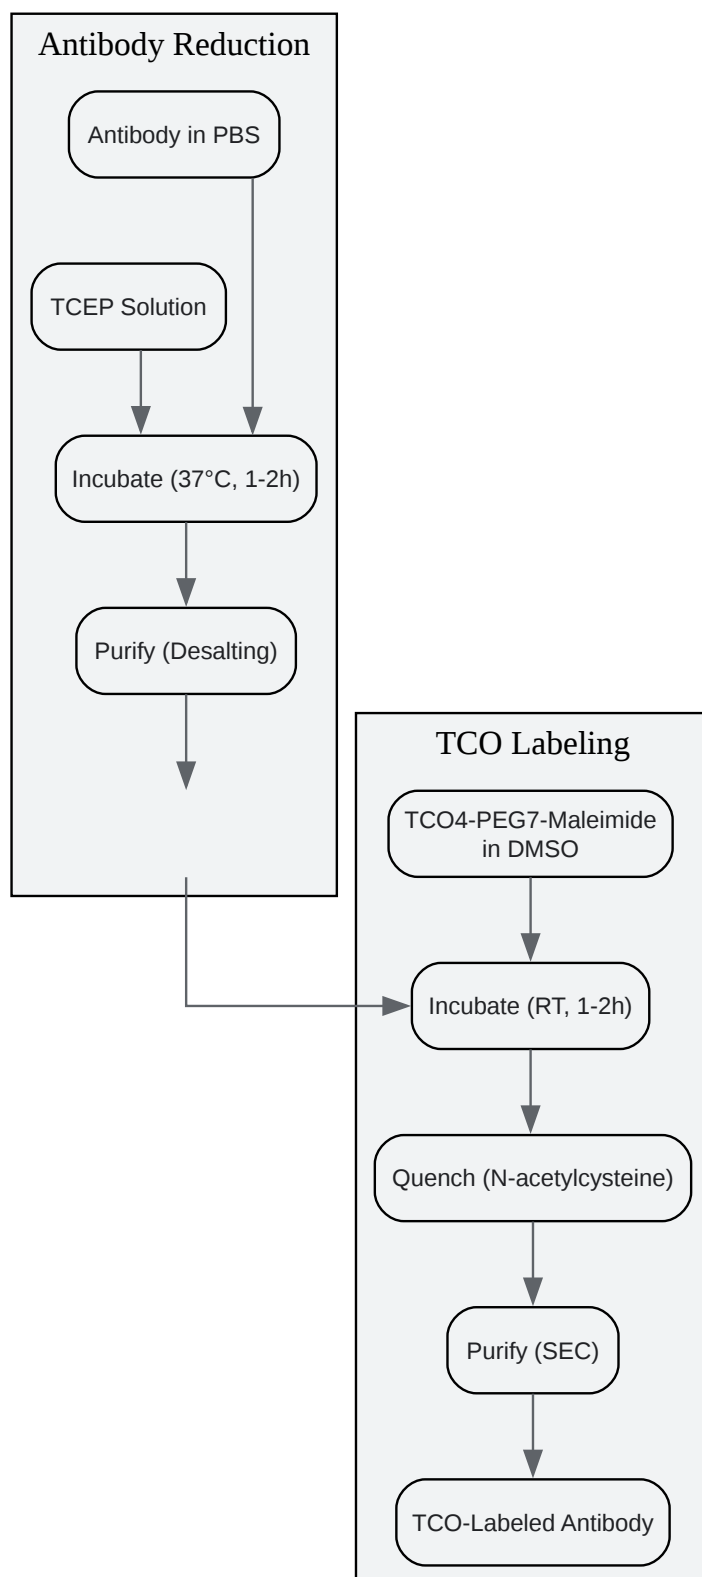 Antibody Reduction
Antibody in PBS
TCEP Solution
Incubate (37°C, 1-2h)
Purify (Desalting)
TCO Labeling
TCO4-PEG7-Maleimide
in DMSO
Incubate (RT, 1-2h)
Quench (N-acetylcysteine)
Purify (SEC)
TCO-Labeled Antibody